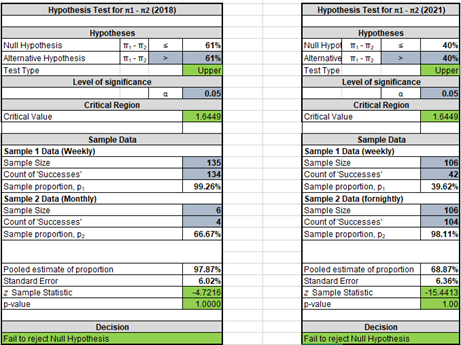 Hypothesis Test for π1 - π2 (2018)
Hypotheses
Null Hypothesis π1 - π2 ≤ 61%
Alternative Hypothesis π1 - π2 > 61%
Test Type Upper
Level of significance
α 0.05
Critical Region
Critical Value 1.6449
Sample Data
Sample 1 Data (Weekly)
Sample Size 135
Count of 'Successes' 134
Sample proportion, p1 99.26%
Sample 2 Data (Monthly)
Sample Size 6
Count of 'Successes' 4
Sample proportion, p2 66.67%
Pooled estimate of proportion 97.87%
Standard Error 6.02%
z Sample Statistic -4.7216
p-value 1.0000
Decision
Fail to reject Null Hypothesis
Hypothesis Test for π1 - π2 (2021)
Hypotheses
Null Hypot π1 - π2 ≤ 40%
Alternative π1 - π2 > 40%
Test Type Upper
Level of significance
α 0.05
Critical Region
Critical Value 1.6449
Sample Data
Sample 1 Data (weekly)
Sample Size 106
Count of 'Successes' 42
Sample proportion, p1 39.62%
Sample 2 Data (fornightly)
Sample Size 106
Count of 'Successes' 104
Sample proportion, p2 98.11%
Pooled estimate of proportion 68.87%
Standard Error 6.36%
z Sample Statistic -15.4413
p-value 1.00
Decision
Fail to reject Null Hypothesis